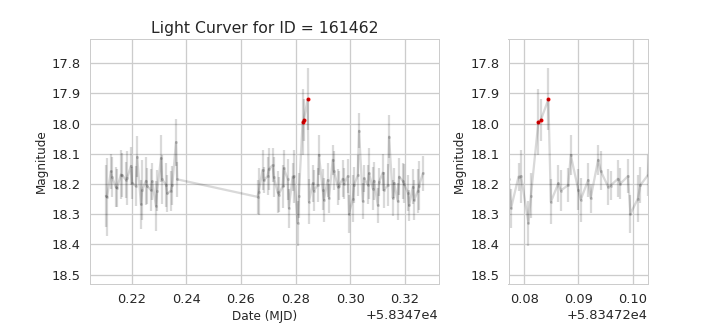 Light Curver for ID = 161462
Magnitude
17.8
17.9
18.0
18.1
18.2
18.3
18.4
18.5
0.22 0.24 0.26 0.28 0.30 0.32
Date (MJD)
+5.8347e4
Magnitude
17.8
17.9
18.0
18.1
18.2
18.3
18.4
18.5
0.08 0.09 0.10
+5.83472e4